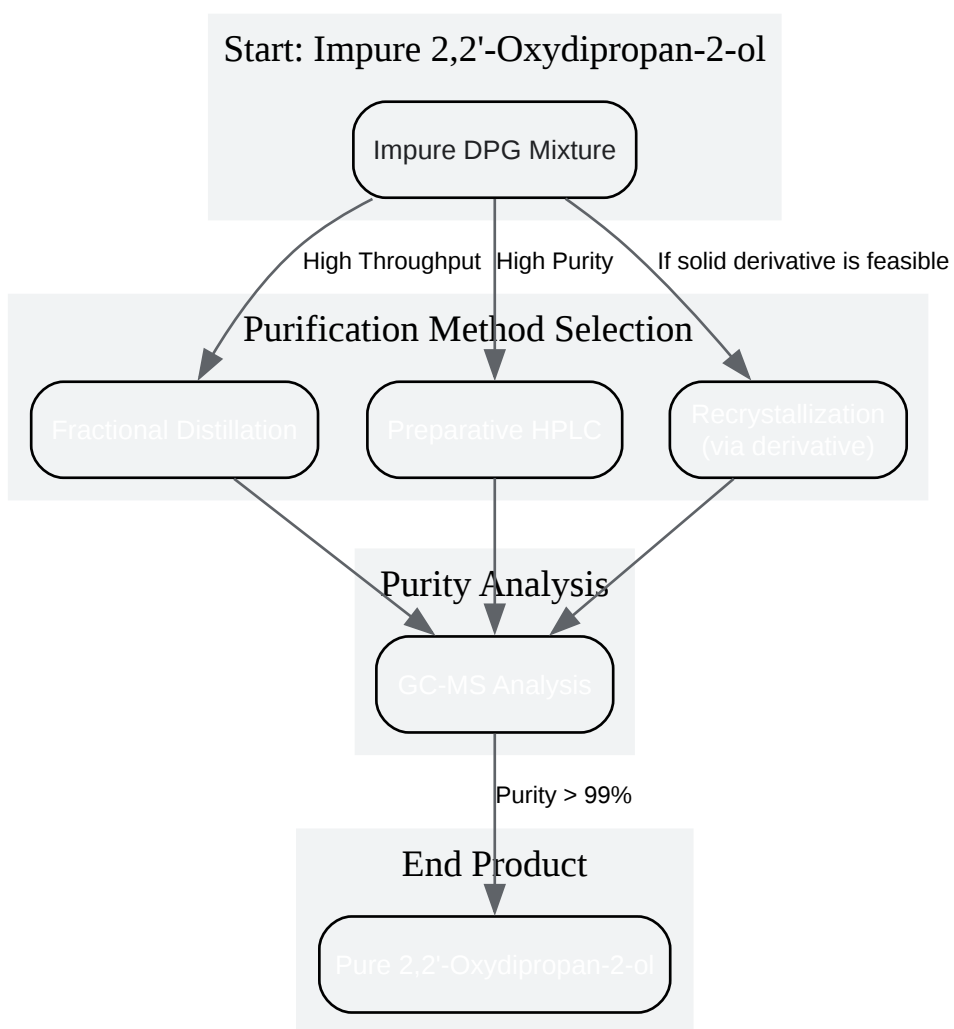 Start: Impure 2,2'-Oxydipropan-2-ol
Impure DPG Mixture
High Throughput
High Purity
If solid derivative is feasible
Purification Method Selection
Fractional Distillation
Preparative HPLC
Recrystallization
(via derivative)
Purity Analysis
GC-MS Analysis
Purity > 99%
End Product
Pure 2,2'-Oxydipropan-2-ol